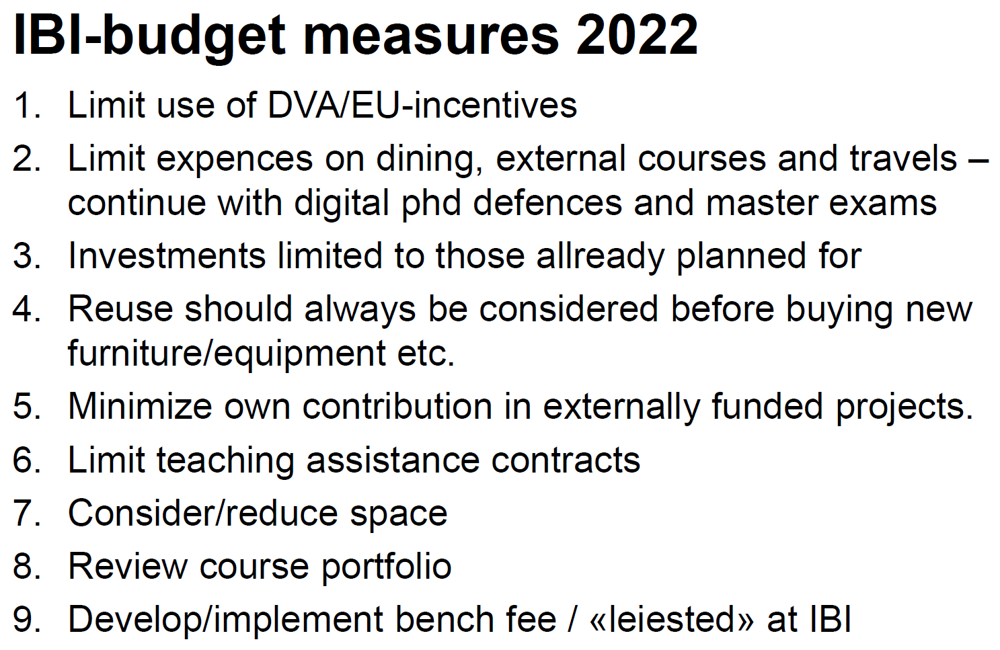 IBI-budget measures 2022
1. Limit use of DVA/EU-incentives
2. Limit expences on dining, external courses and travels –
continue with digital phd defences and master exams
3. Investments limited to those allready planned for
4. Reuse should always be considered before buying new
furniture/equipment etc.
5. Minimize own contribution in externally funded projects.
6. Limit teaching assistance contracts
7. Consider/reduce space
8. Review course portfolio
9. Develop/implement bench fee / «leiested» at IBI